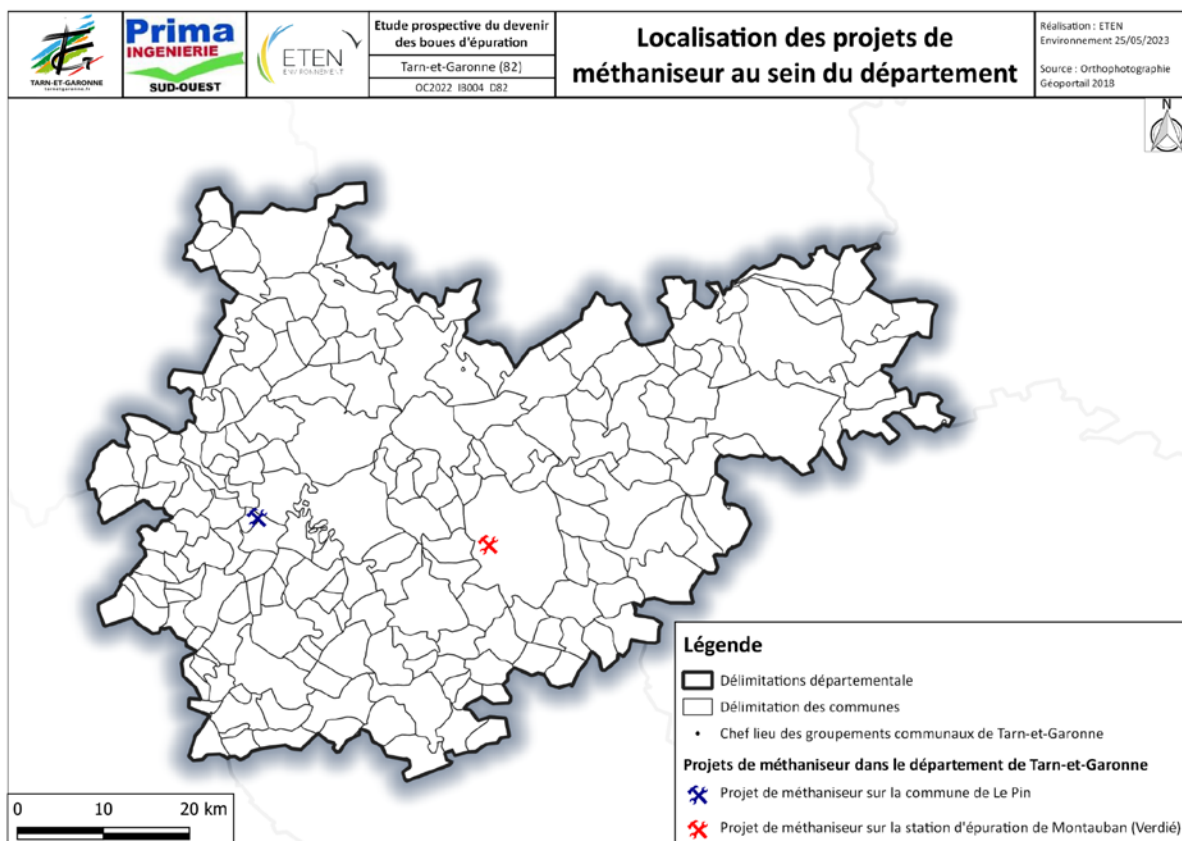 TARN-ET-GARONNE
tarnetgaronne.fr
Prima
INGENIERIE
SUD-OUEST
ETEN
ENVIRONNEMENT
Etude prospective du devenir
des boues d'épuration
Tarn-et-Garonne (82)
OC2022_IB004_D82
Localisation des projets de
méthaniseur au sein du département
Réalisation : ETEN
Environnement 25/05/2023
Source : Orthophotographie
Géoportail 2018
N
Légende
Délimitations départementale
Délimitation des communes
Chef lieu des groupements communaux de Tarn-et-Garonne
Projets de méthaniseur dans le département de Tarn-et-Garonne
Projet de méthaniseur sur la commune de Le Pin
Projet de méthaniseur sur la station d'épuration de Montauban (Verdié)
0 10 20 km